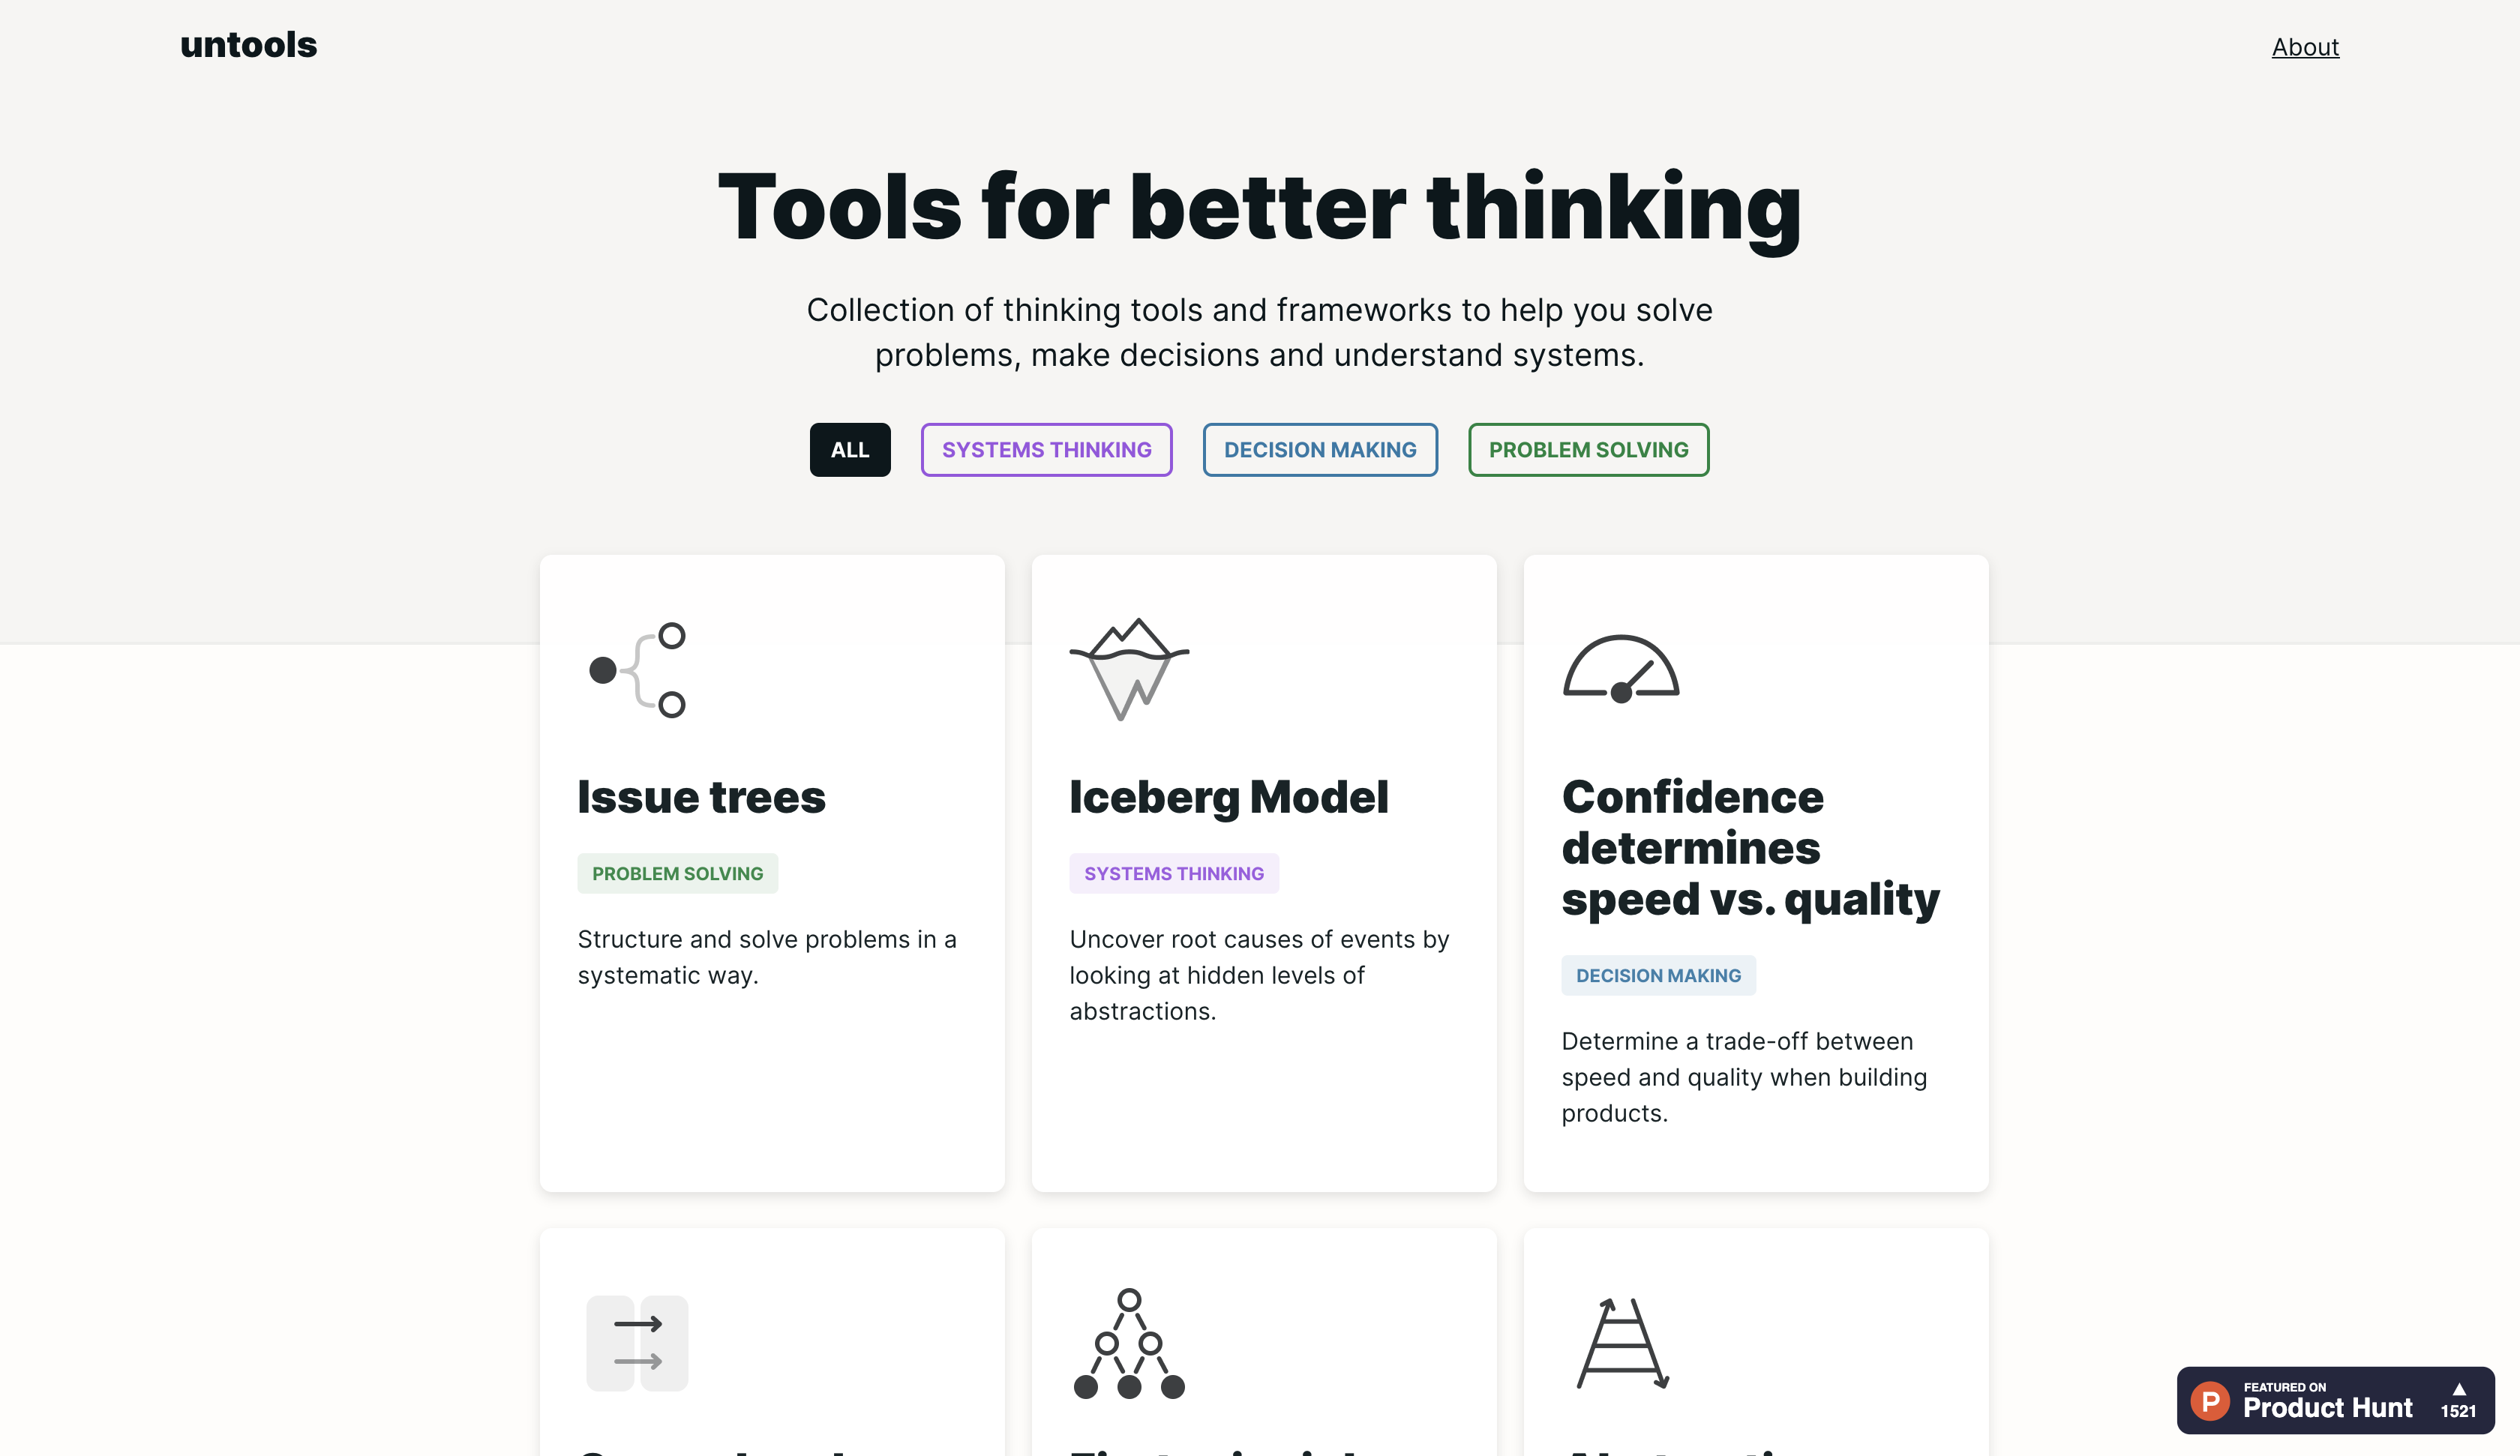 untools
About
Tools for better thinking
Collection of thinking tools and frameworks to help you solve
problems, make decisions and understand systems.
ALL
SYSTEMS THINKING
DECISION MAKING
PROBLEM SOLVING
Issue trees
PROBLEM SOLVING
Structure and solve problems in a
systematic way.
Iceberg Model
SYSTEMS THINKING
Uncover root causes of events by
looking at hidden levels of
abstractions.
Confidence
determines
speed vs. quality
DECISION MAKING
Determine a trade-off between
speed and quality when building
products.
P
FEATURED ON
Product Hunt
▲
1521